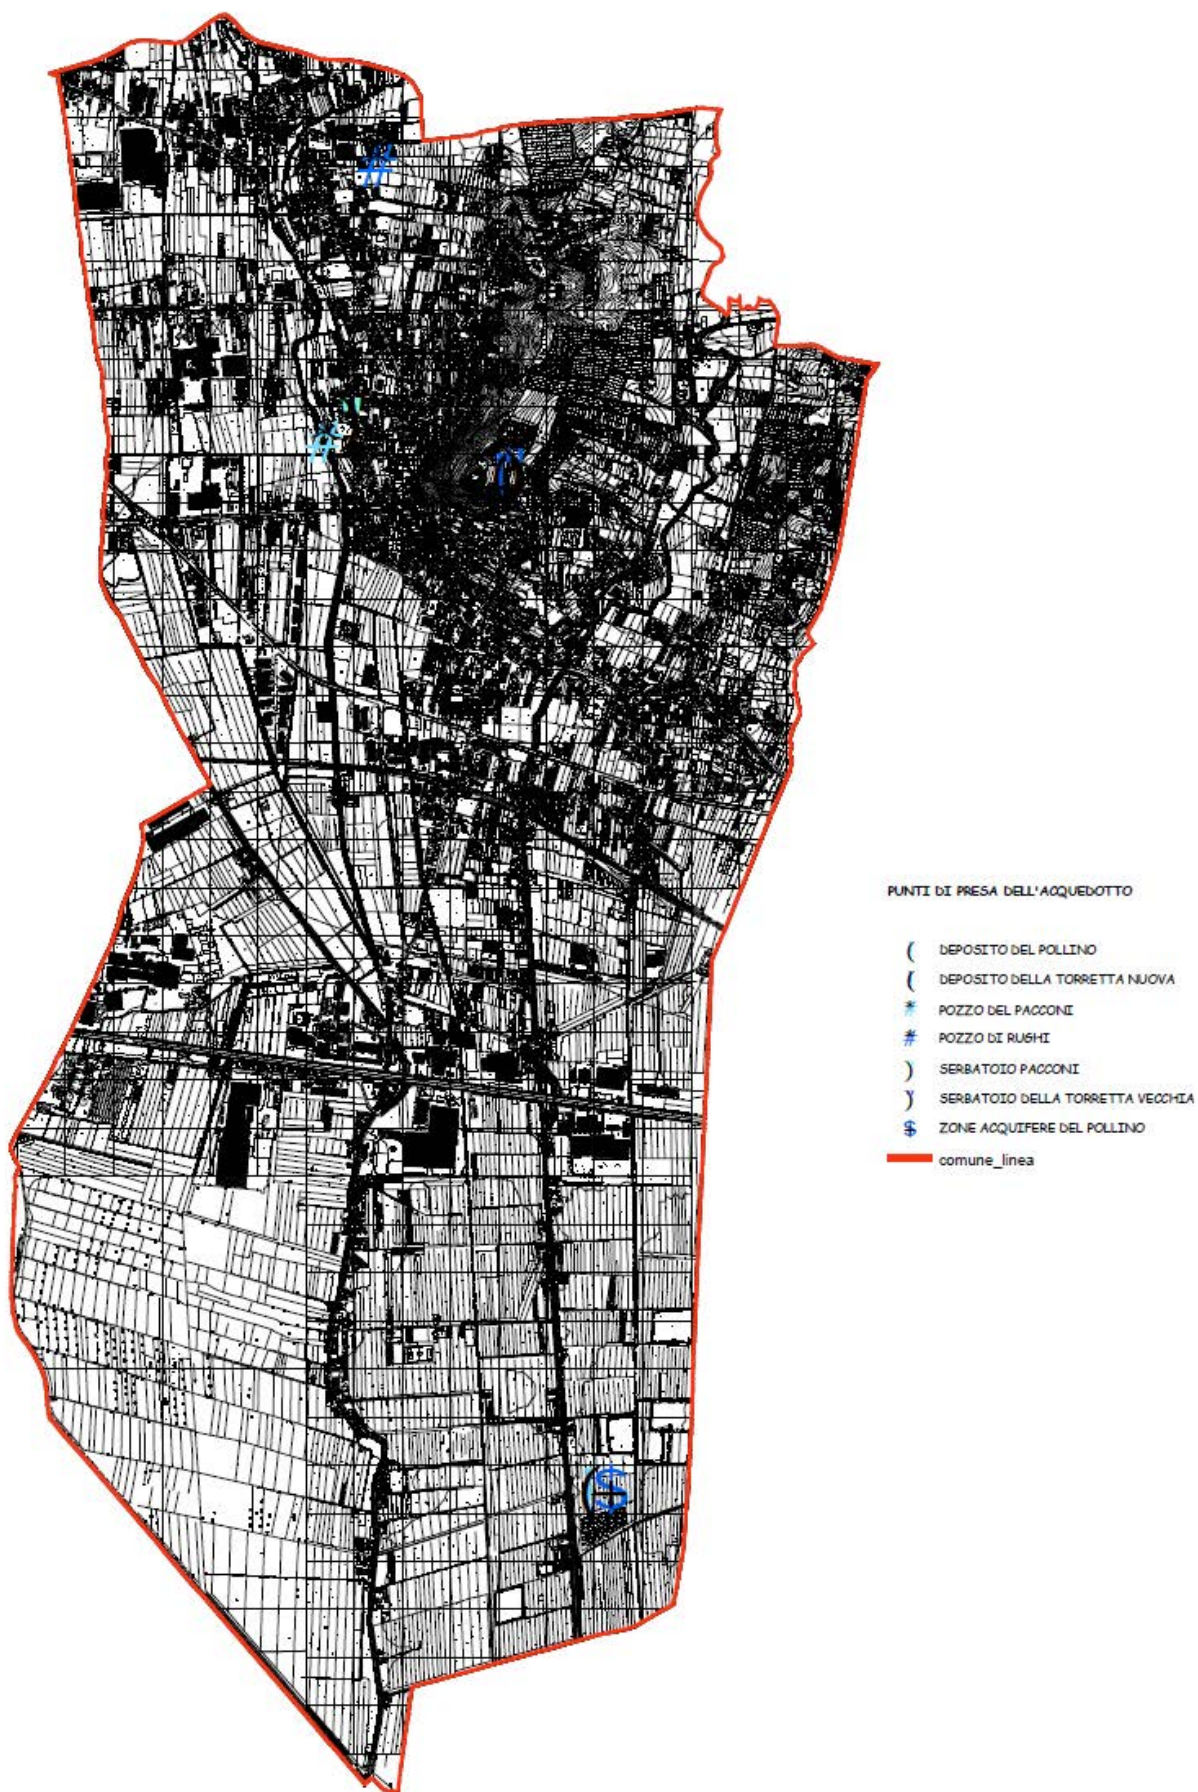 PUNTI DI PRESA DELL'ACQUEDOTTO
DEPOSITO DEL POLLINO
DEPOSITO DELLA TORRETTA NUOVA
POZZO DEL PACCONI
POZZO DI RUGHI
SERBATOIO PACCONI
SERBATOIO DELLA TORRETTA VECCHIA
ZONE ACQUIFERE DEL POLLINO
comune_linea